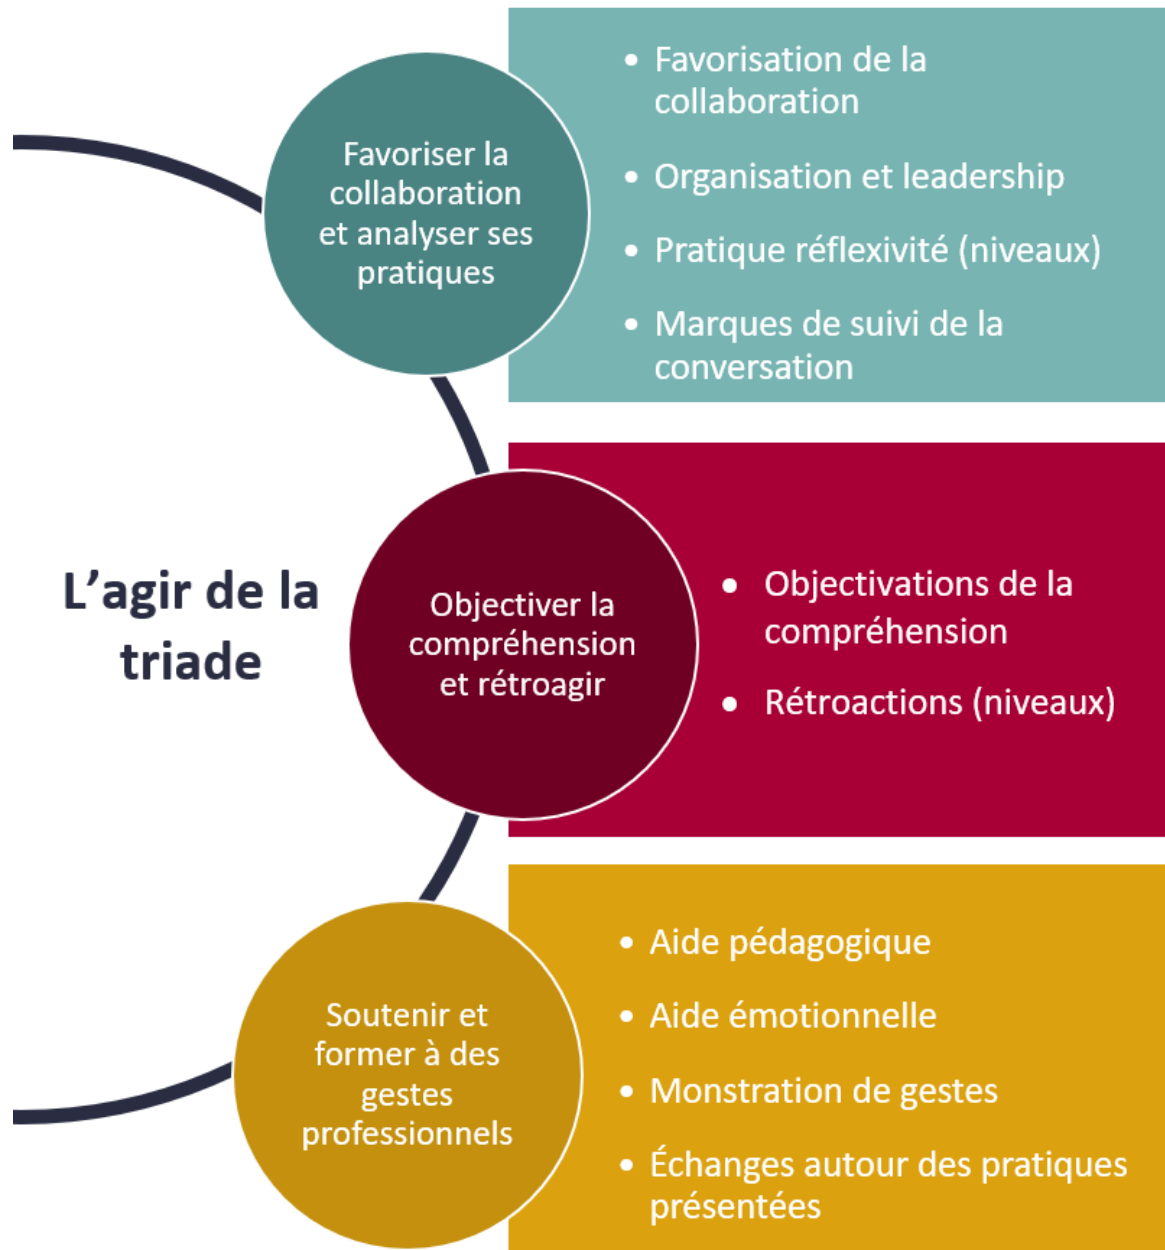 L’agir de la
triade
Favoriser la
collaboration
et analyser ses
pratiques
• Favorisation de la
collaboration
• Organisation et leadership
• Pratique réflexivité (niveaux)
• Marques de suivi de la
conversation
Objectiver la
compréhension
et rétroagir
• Objectivations de la
compréhension
• Rétroactions (niveaux)
Soutenir et
former à des
gestes
professionnels
• Aide pédagogique
• Aide émotionnelle
• Monstration de gestes
• Échanges autour des pratiques
présentées